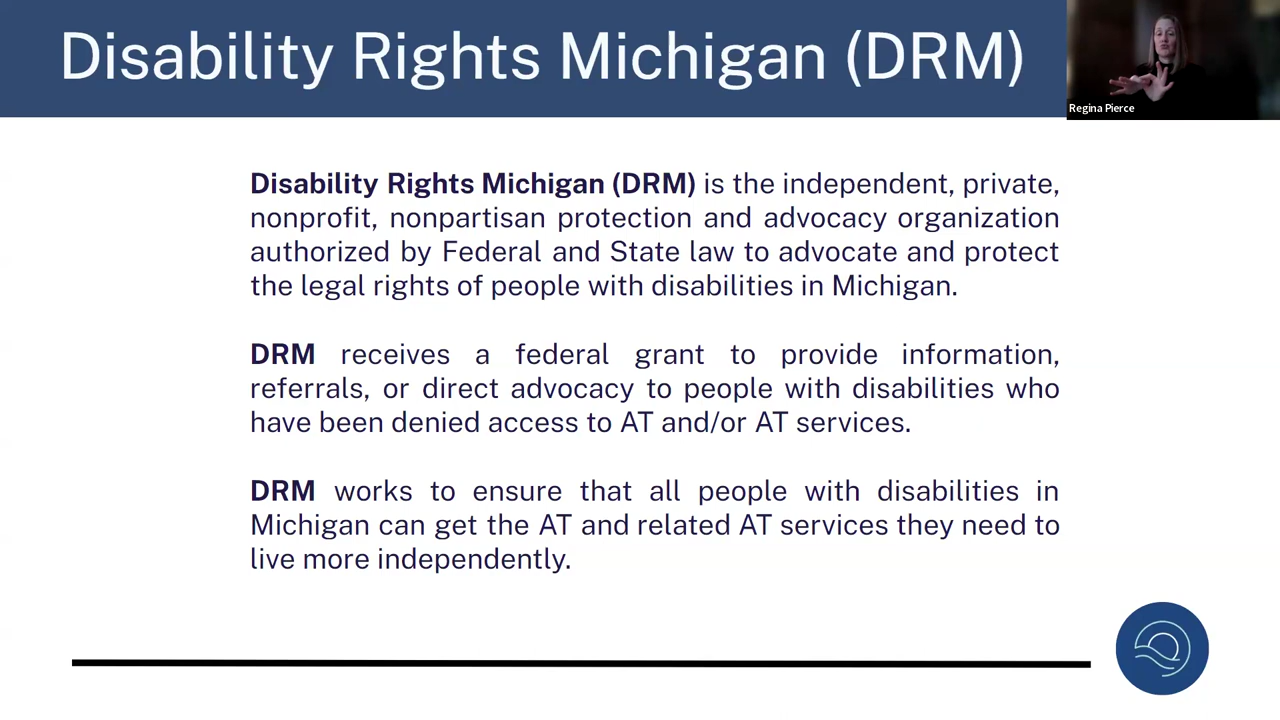 Disability Rights Michigan (DRM)
Regina Pierce
Disability Rights Michigan (DRM) is the independent, private,
nonprofit, nonpartisan protection and advocacy organization
authorized by Federal and State law to advocate and protect
the legal rights of people with disabilities in Michigan.
DRM receives a federal grant to provide information,
referrals, or direct advocacy to people with disabilities who
have been denied access to AT and/or AT services.
DRM works to ensure that all people with disabilities in
Michigan can get the AT and related AT services they need to
live more independently.